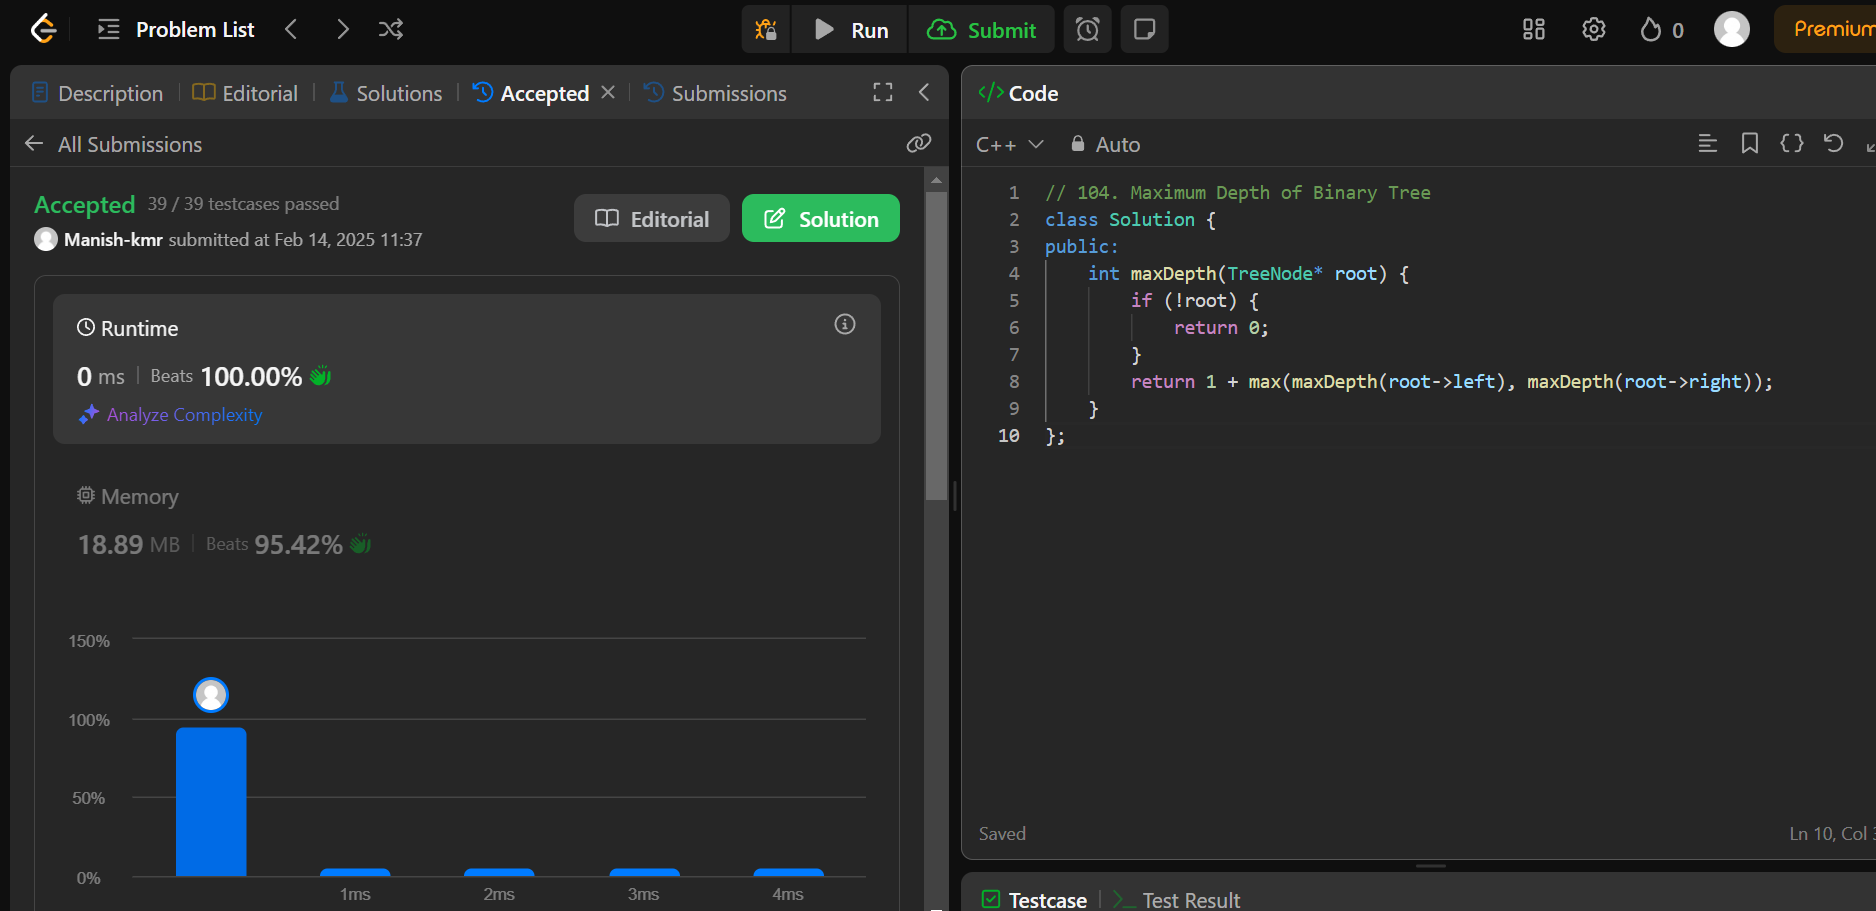 Problem List
Run
Submit
0
Premium
Description
Editorial
Solutions
Accepted
Submissions
All Submissions
Accepted 39 / 39 testcases passed
Manish-kmr submitted at Feb 14, 2025 11:37
Editorial
Solution
Runtime
0 ms Beats 100.00%
Analyze Complexity
Memory
18.89 MB Beats 95.42%
150%
100%
50%
0%
1ms 2ms 3ms 4ms
</> Code
C++ Auto
1 // 104. Maximum Depth of Binary Tree
2 class Solution {
3 public:
4     int maxDepth(TreeNode* root) {
5         if (!root) {
6             return 0;
7         }
8         return 1 + max(maxDepth(root->left), maxDepth(root->right));
9     }
10 };
Saved
Ln 10, Col
Testcase
Test Result